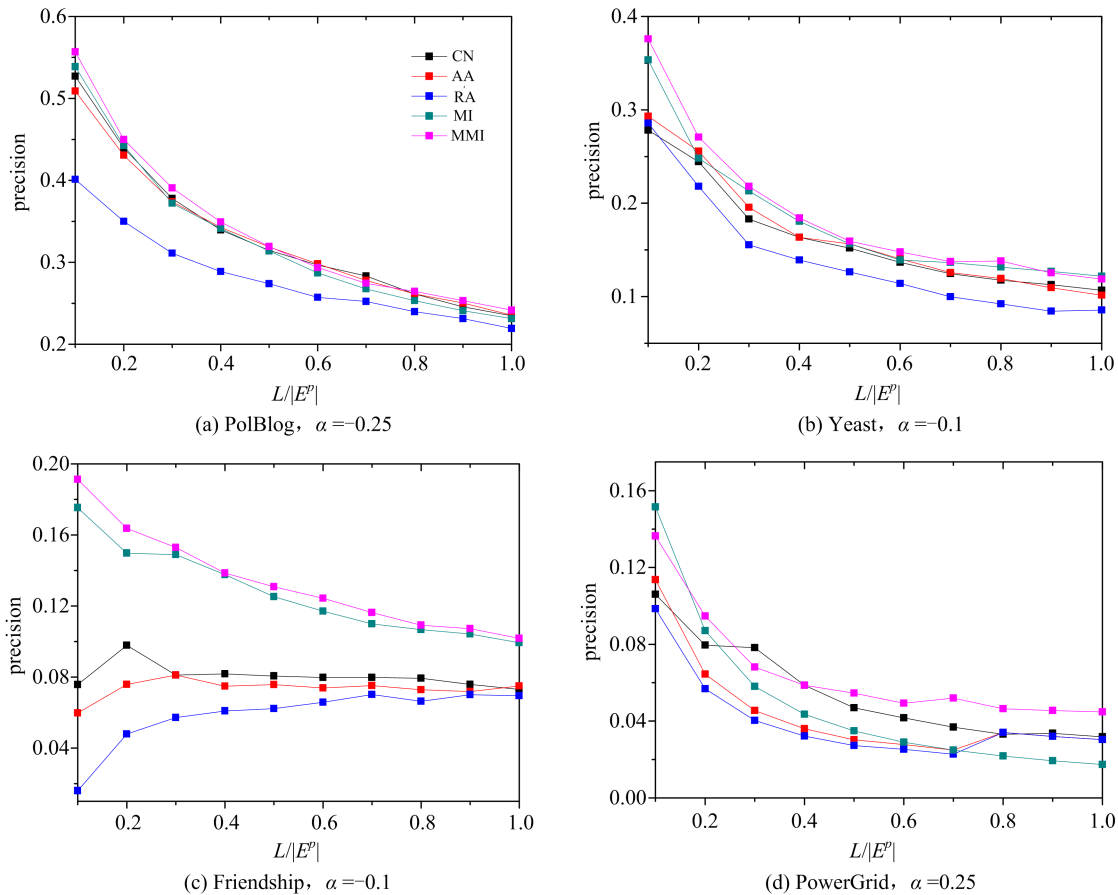 0.6
0.5
0.4
0.3
0.2
precision
0.2
0.4
0.6
0.8
1.0
L/|E^p|
CN
AA
RA
MI
MMI
(a) PolBlog，α =−0.25
0.4
0.3
0.2
0.1
precision
0.2
0.4
0.6
0.8
1.0
L/|E^p|
(b) Yeast，α =−0.1
0.20
0.16
0.12
0.08
0.04
precision
0.2
0.4
0.6
0.8
1.0
L/|E^p|
(c) Friendship，α =−0.1
0.16
0.12
0.08
0.04
0.00
precision
0.2
0.4
0.6
0.8
1.0
L/|E^p|
(d) PowerGrid，α =0.25